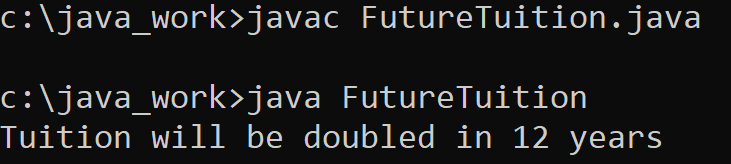 c:\java_work>javac FutureTuition.java
c:\java_work>java FutureTuition
Tuition will be doubled in 12 years